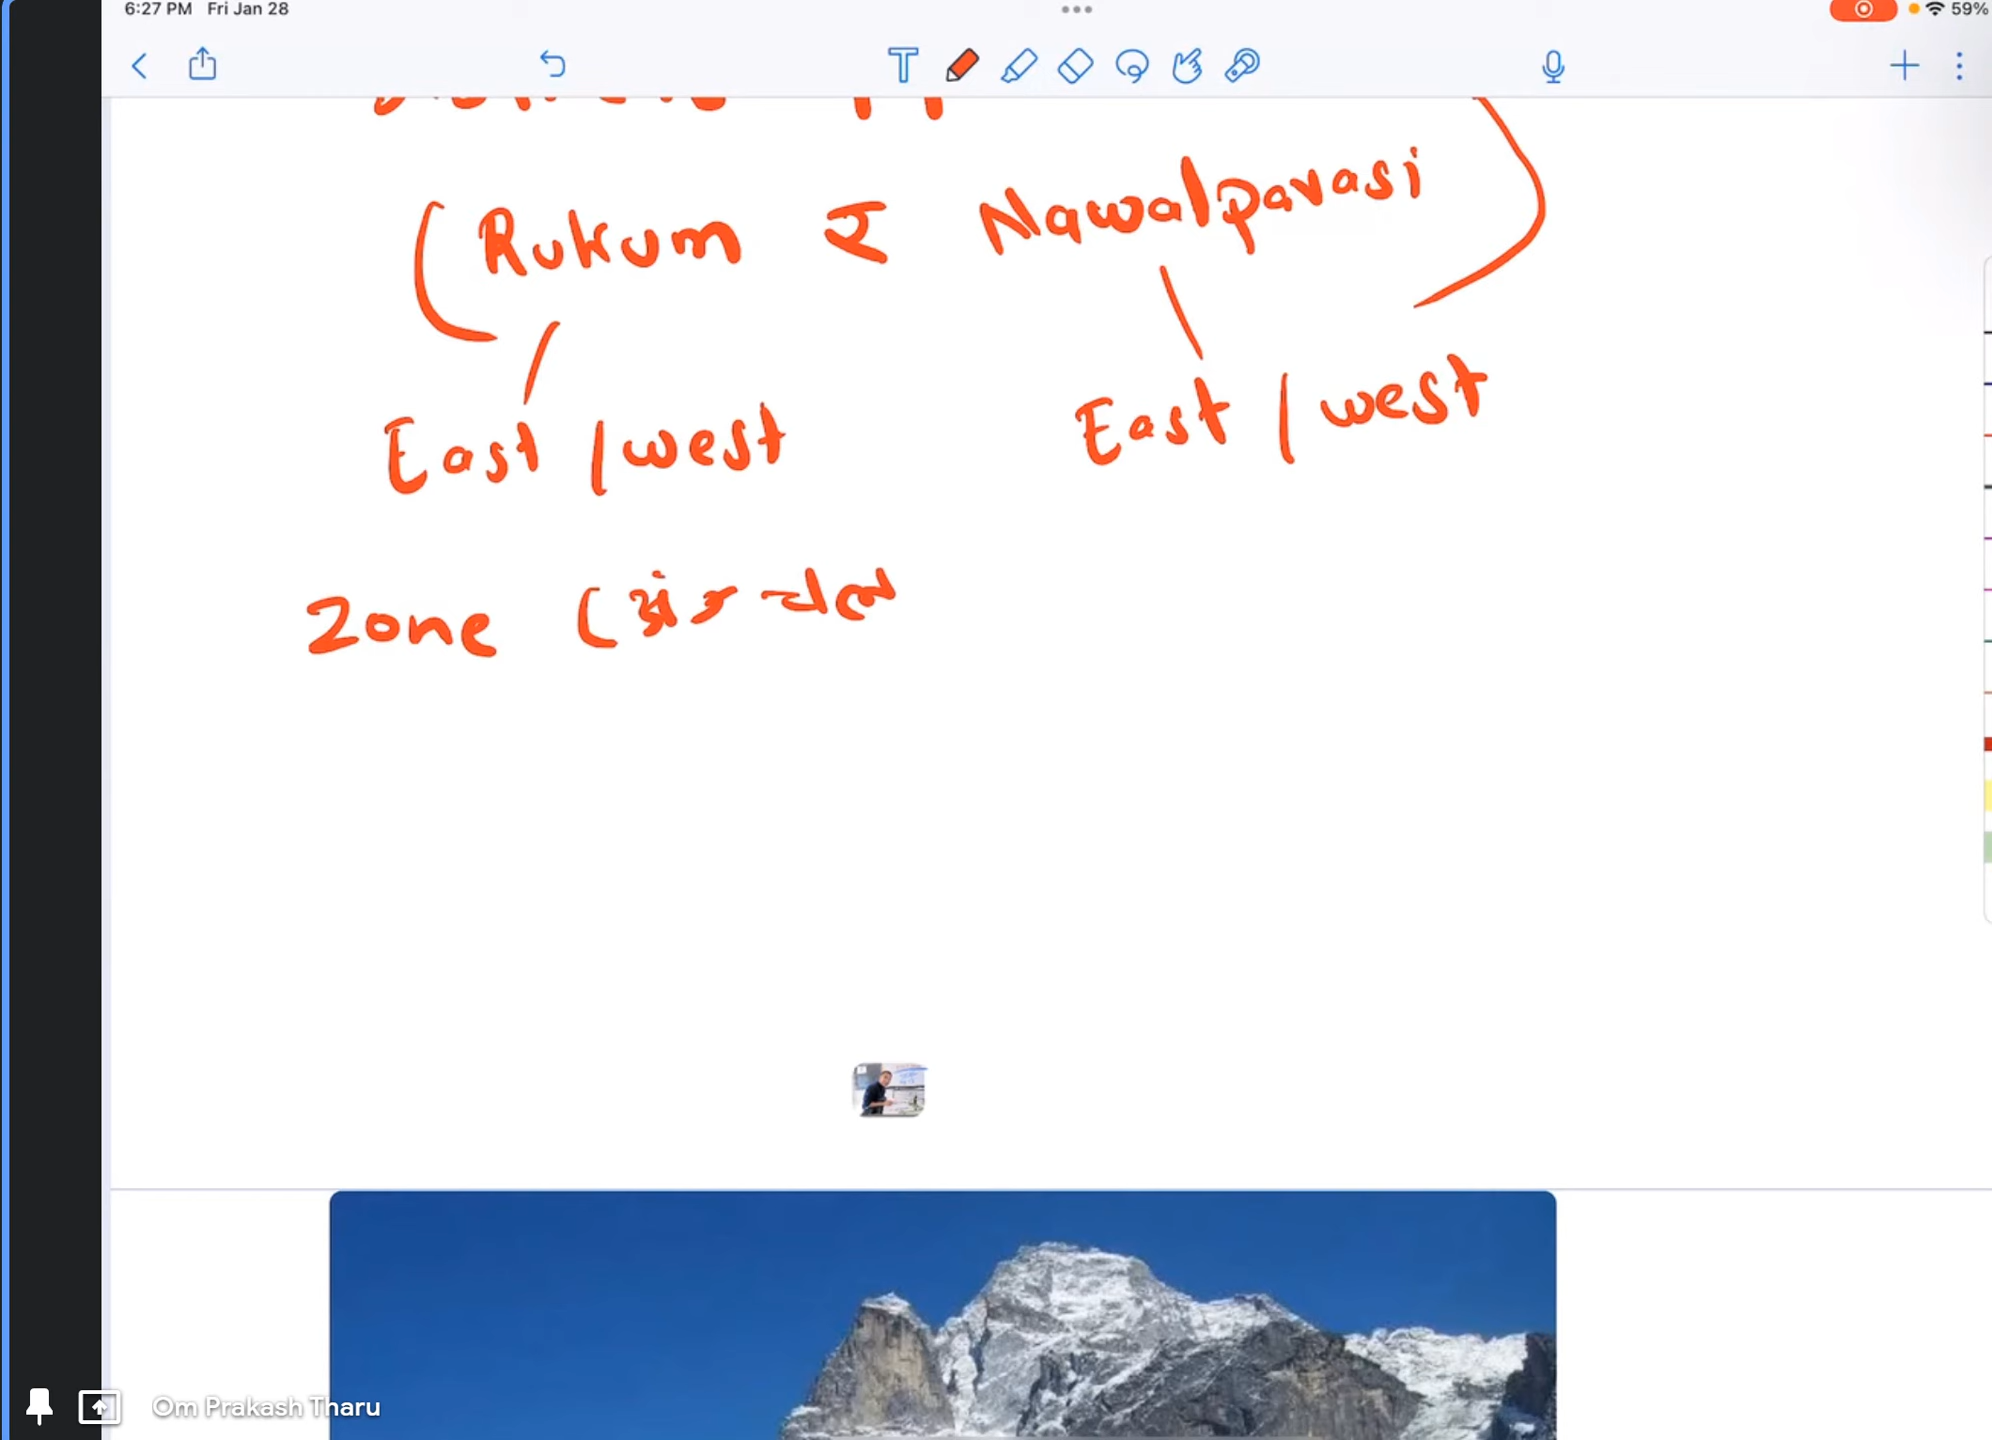 6:27 PM Fri Jan 28
59%
(Rukum र Nawalparasi)
East / west East / west
Zone (अंचल
Om Prakash Tharu